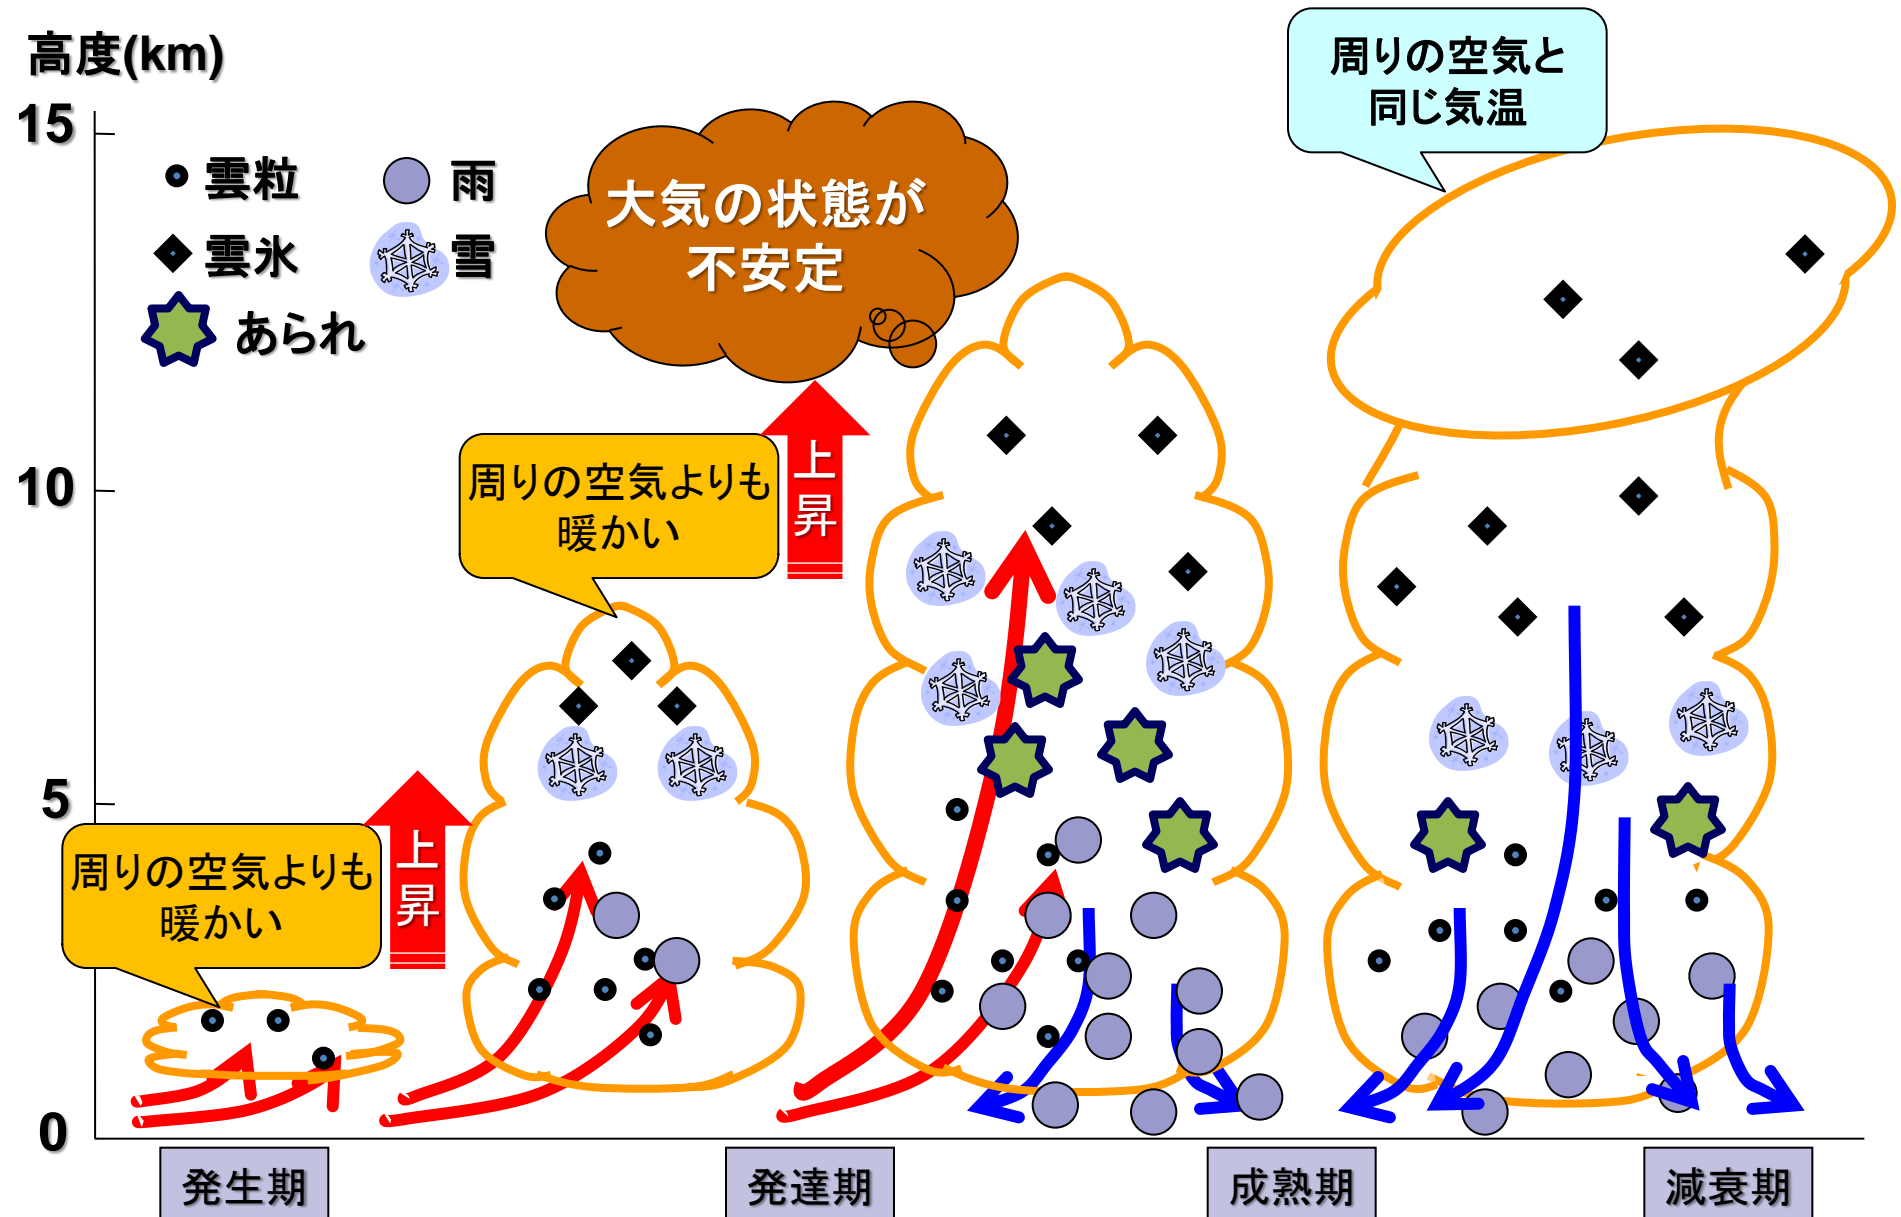 高度(km)
15
10
5
0
雲粒
雨
雲氷
雪
あられ
大気の状態が
不安定
周りの空気と
同じ気温
周りの空気よりも
暖かい
上
昇
周りの空気よりも
暖かい
上
昇
発生期
発達期
成熟期
減衰期